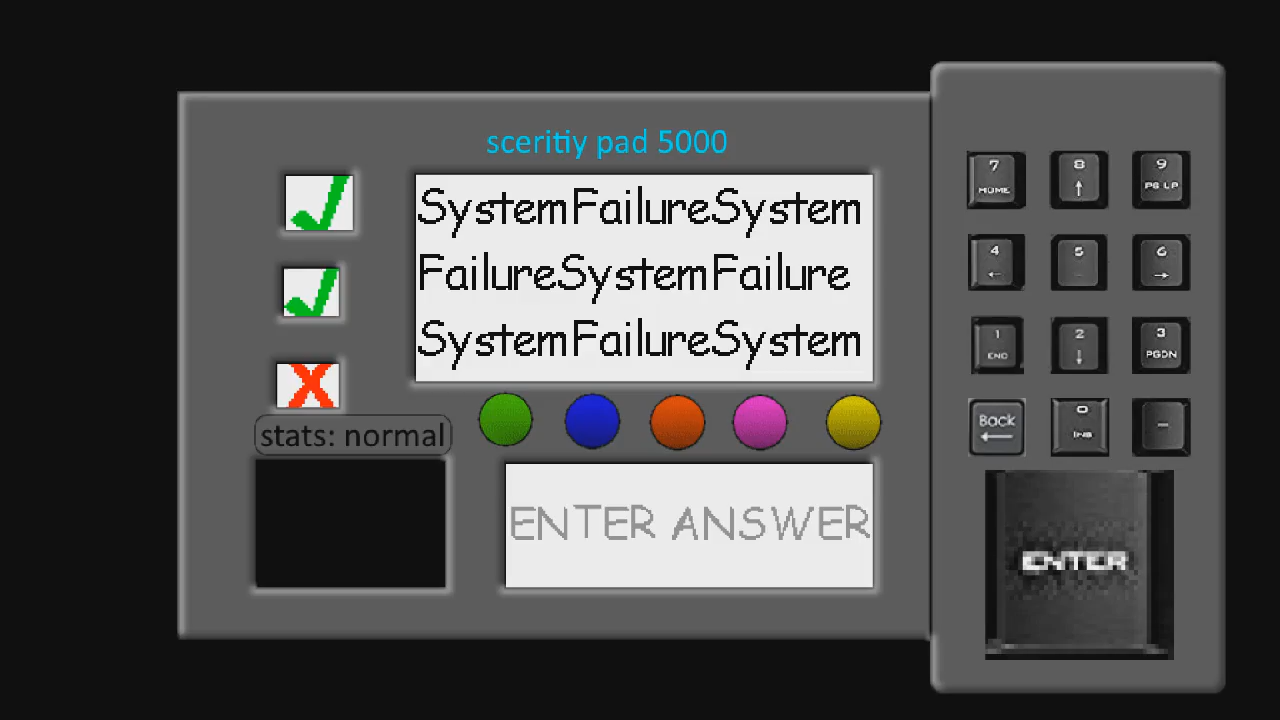 sceritiy pad 5000
SystemFailureSystem
FailureSystemFailure
SystemFailureSystem
stats: normal
ENTER ANSWER
7 HOME
8 ↑
9 PG UP
4 ←
5
6 →
1 END
2 ↓
3 PGDN
Back ←
0 INS
-
ENTER